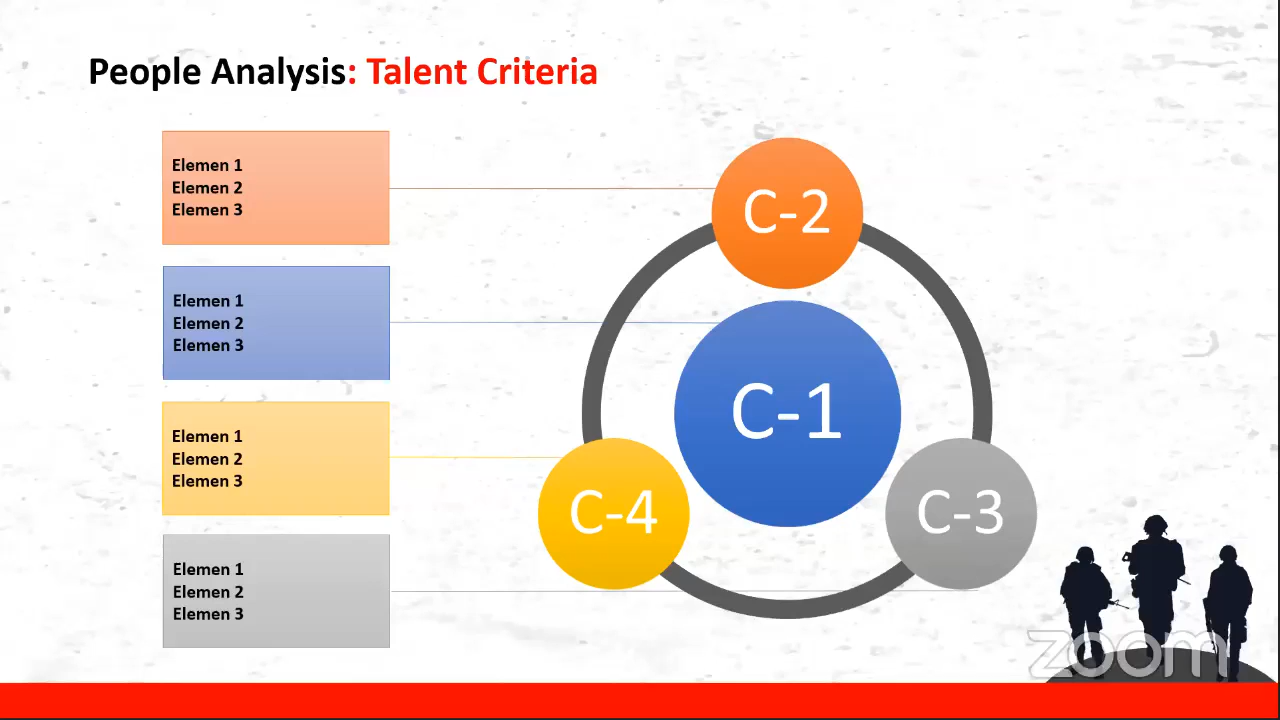 People Analysis: Talent Criteria
Elemen 1
Elemen 2
Elemen 3
Elemen 1
Elemen 2
Elemen 3
Elemen 1
Elemen 2
Elemen 3
Elemen 1
Elemen 2
Elemen 3
C-2
C-1
C-4
C-3
zoom